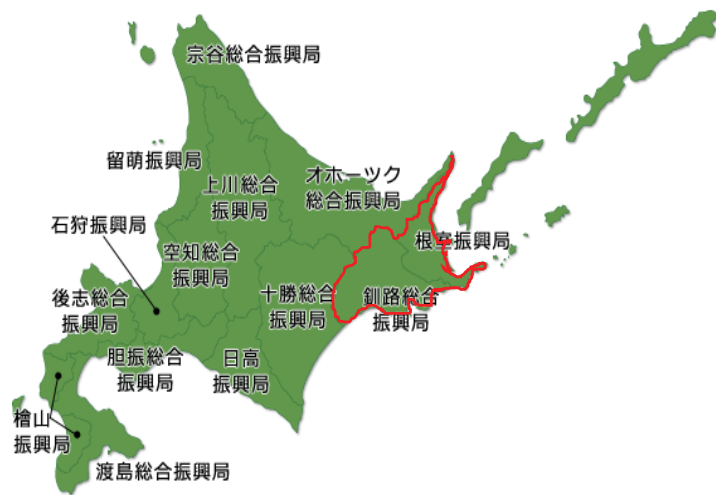 宗谷総合振興局
留萌振興局
上川総合
振興局
オホーツク
総合振興局
石狩振興局
空知総合
振興局
根室振興局
後志総合
振興局
十勝総合
振興局
釧路総合
振興局
胆振総合
振興局
日高
振興局
檜山
振興局
渡島総合振興局